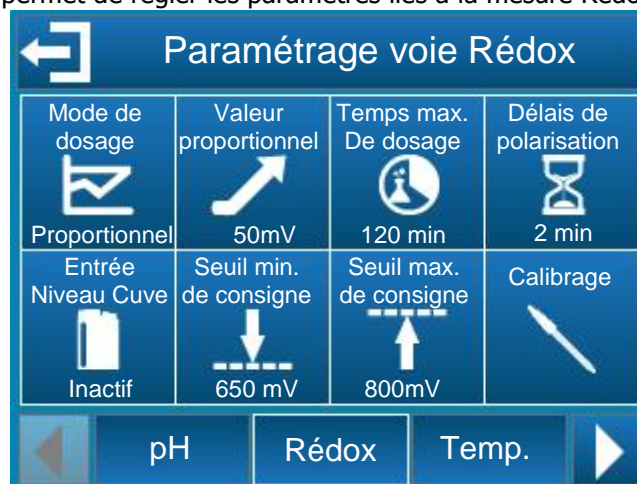 permet de régler les paramètres liés à la mesure Rédo
Paramétrage voie Rédox
Mode de
dosage
Proportionnel
Valeur
proportionnel
50mV
Temps max.
De dosage
120 min
Délais de
polarisation
2 min
Entrée
Niveau Cuve
Inactif
Seuil min.
de consigne
650 mV
Seuil max.
de consigne
800mV
Calibrage
pH
Rédox
Temp.